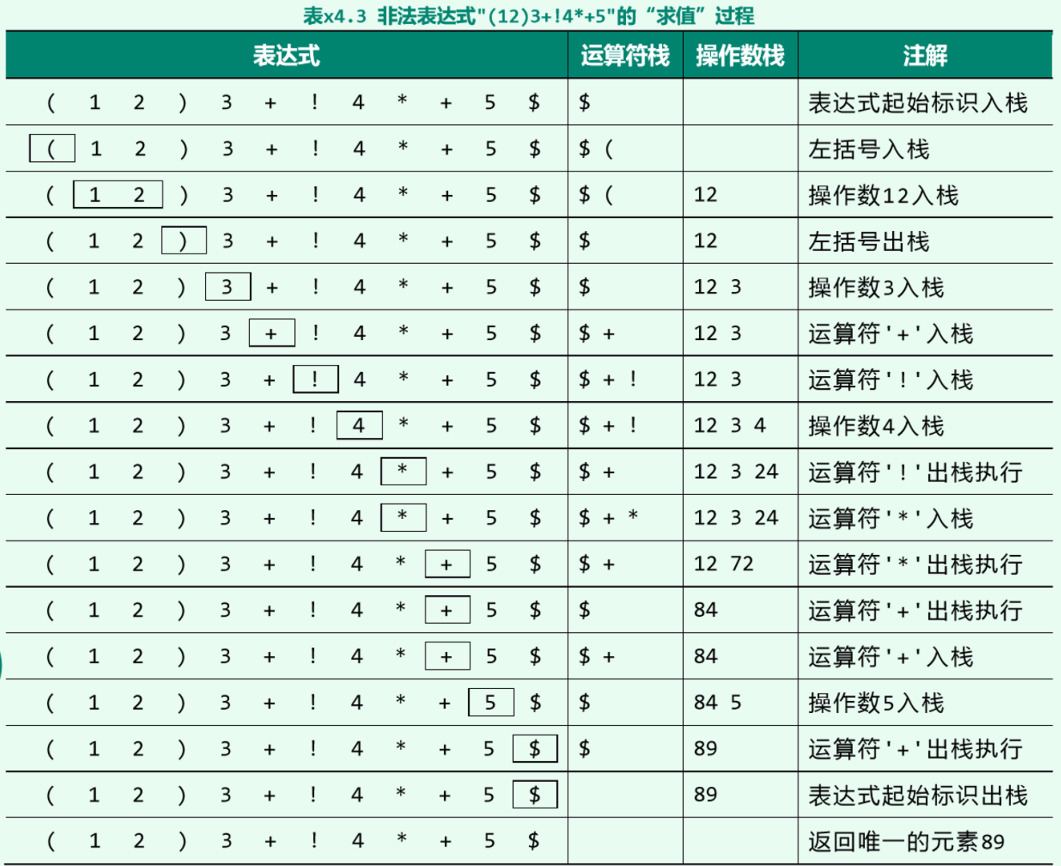 表x4.3 非法表达式"(12)3+!4*+5"的“求值”过程
表达式 运算符栈 操作数栈 注解
( 1 2 ) 3 + ! 4 * + 5 $ $ 表达式起始标识入栈
( 1 2 ) 3 + ! 4 * + 5 $ $ ( 左括号入栈
( 1 2 ) 3 + ! 4 * + 5 $ $ ( 12 操作数12入栈
( 1 2 ) 3 + ! 4 * + 5 $ $ 12 左括号出栈
( 1 2 ) 3 + ! 4 * + 5 $ $ 12 3 操作数3入栈
( 1 2 ) 3 + ! 4 * + 5 $ $ + 12 3 运算符'+'入栈
( 1 2 ) 3 + ! 4 * + 5 $ $ + ! 12 3 运算符'!'入栈
( 1 2 ) 3 + ! 4 * + 5 $ $ + ! 12 3 4 操作数4入栈
( 1 2 ) 3 + ! 4 * + 5 $ $ + 12 3 24 运算符'!'出栈执行
( 1 2 ) 3 + ! 4 * + 5 $ $ + * 12 3 24 运算符'*'入栈
( 1 2 ) 3 + ! 4 * + 5 $ $ + 12 72 运算符'*'出栈执行
( 1 2 ) 3 + ! 4 * + 5 $ $ 84 运算符'+'出栈执行
( 1 2 ) 3 + ! 4 * + 5 $ $ + 84 运算符'+'入栈
( 1 2 ) 3 + ! 4 * + 5 $ $ 84 5 操作数5入栈
( 1 2 ) 3 + ! 4 * + 5 $ $ 89 运算符'+'出栈执行
( 1 2 ) 3 + ! 4 * + 5 $ 89 表达式起始标识出栈
( 1 2 ) 3 + ! 4 * + 5 $ 返回唯一的元素89